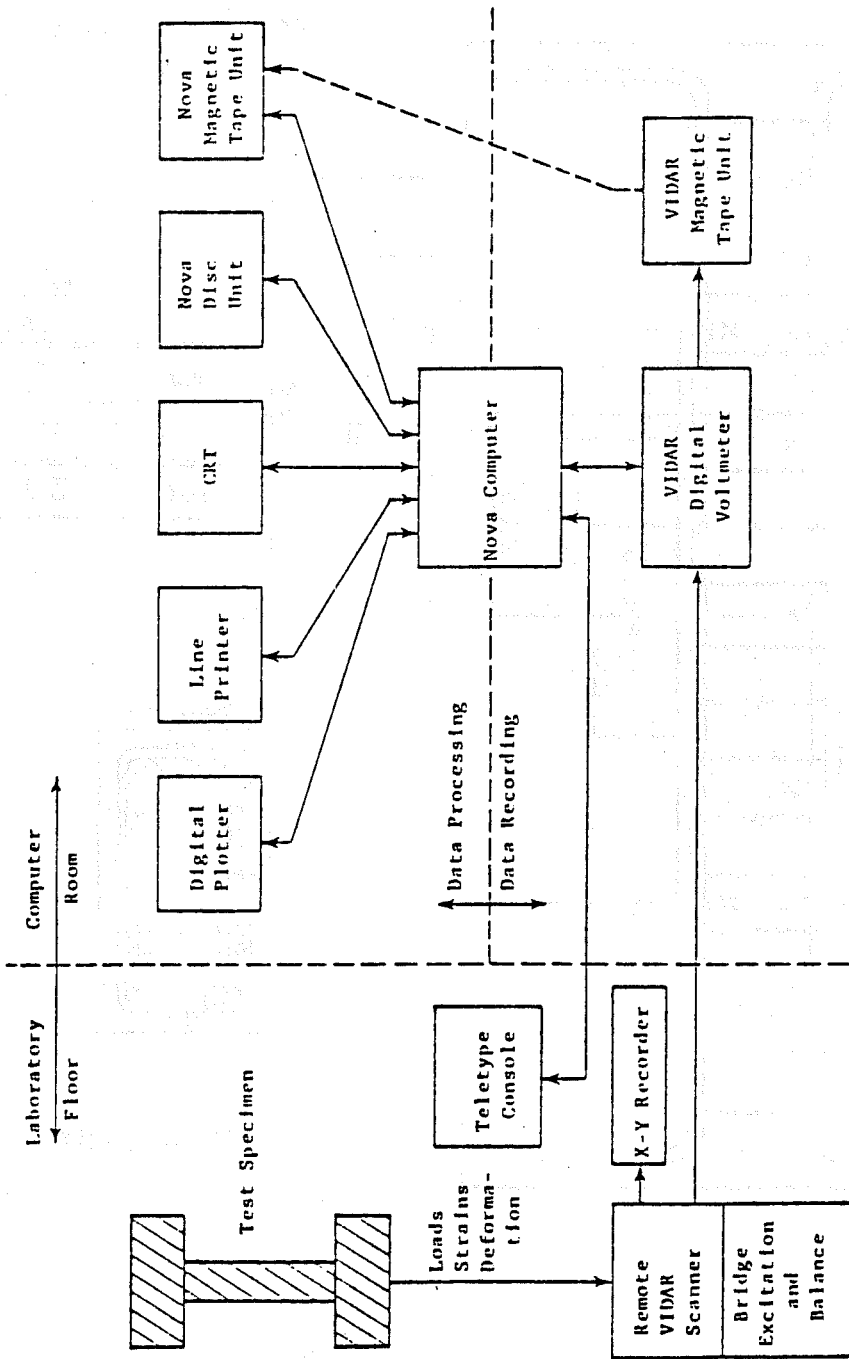 Laboratory
Floor
Computer
Room
Test Specimen
Digital
Plotter
Line
Printer
CRT
Nova
Disc
Unit
Nova
Magnetic
Tape Unit
Loads
Strains
Deforma-
tion
Teletype
Console
Data Processing
Data Recording
Nova Computer
Remote
VIDAR
Scanner
Bridge
Excitation
and
Balance
X-Y Recorder
VIDAR
Digital
Voltmeter
VIDAR
Magnetic
Tape Unit